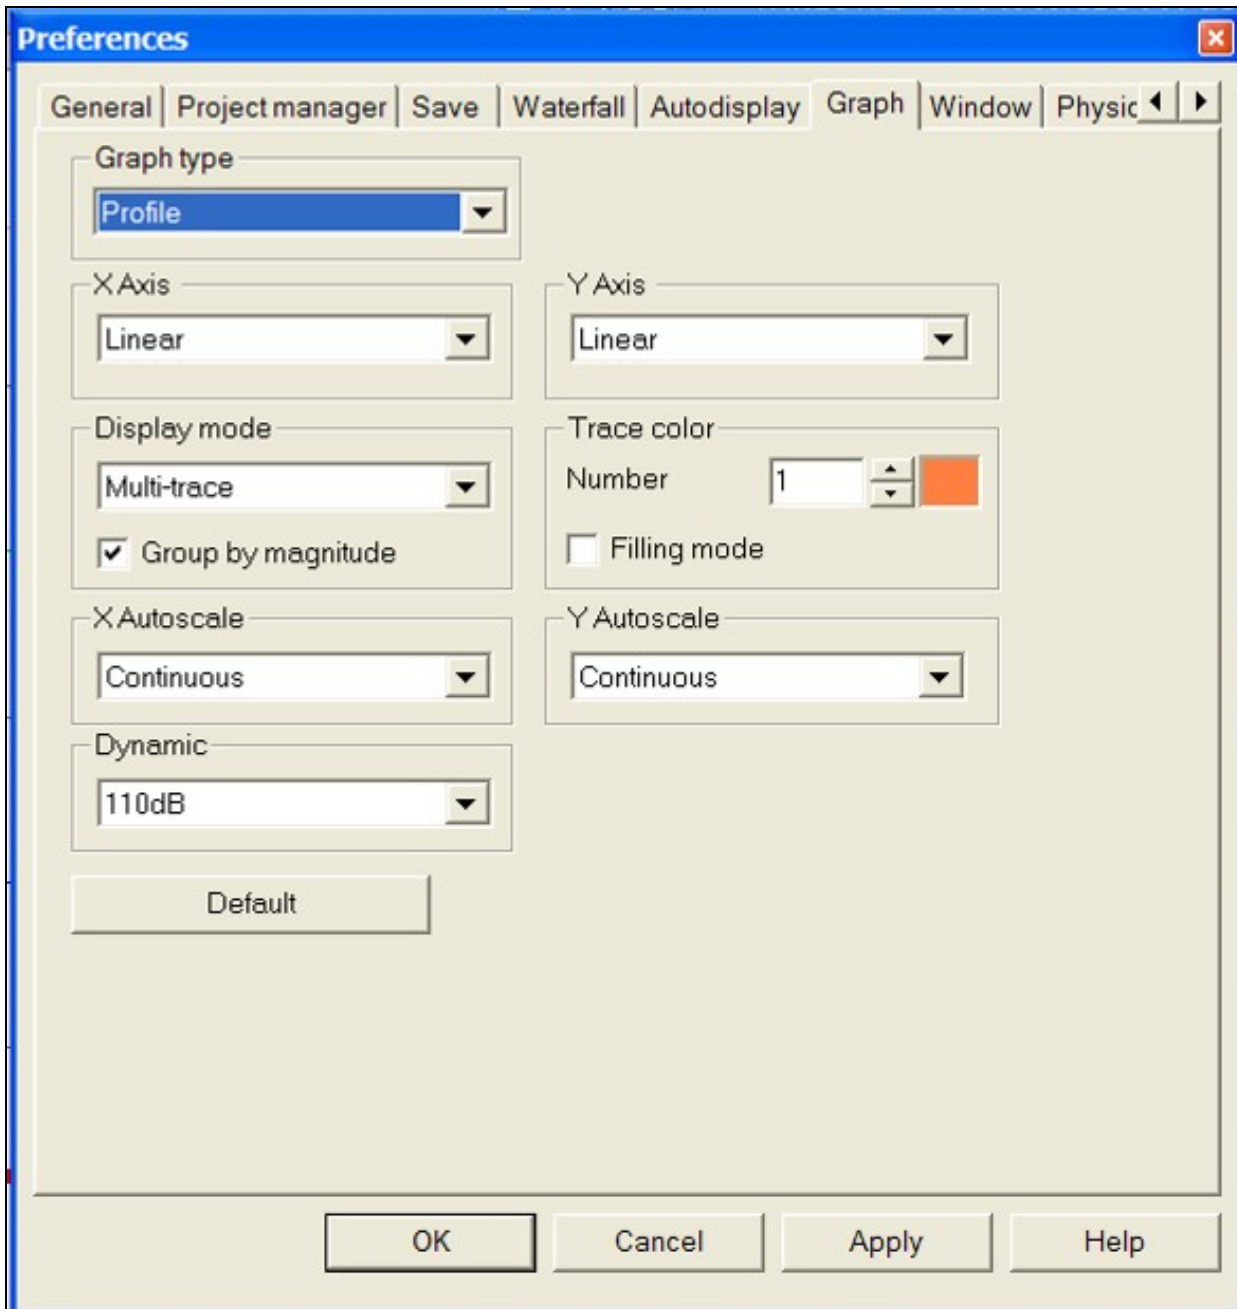 Preferences
General Project manager Save Waterfall Autodisplay Graph Window Physic
Graph type
Profile
X Axis Y Axis
Linear Linear
Display mode Trace color
Multi-trace Number 1
Group by magnitude Filling mode
X Autoscale Y Autoscale
Continuous Continuous
Dynamic
110dB
Default
OK Cancel Apply Help